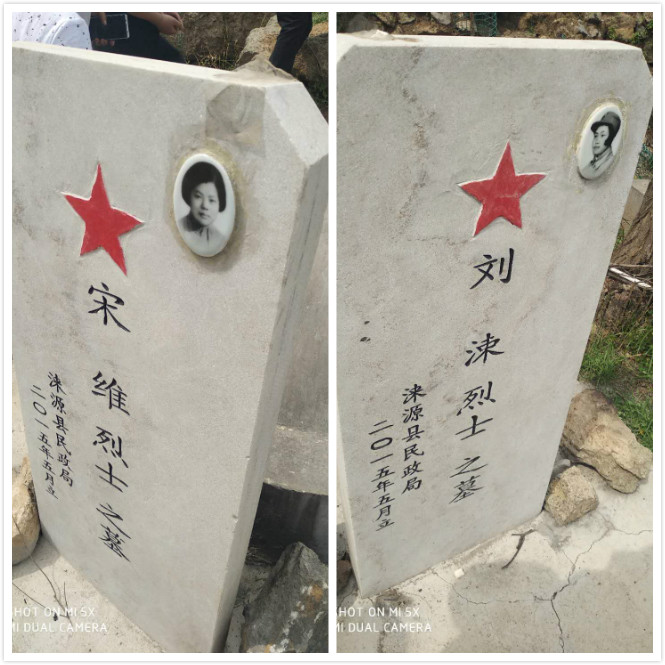 宋维烈士之墓
涞源县民政局
二〇一五年五月立
SHOT ON MI 5X
MI DUAL CAMERA
刘涑烈士之墓
涞源县民政局
二〇一五年五月立
SHOT ON MI 5X
MI DUAL CAMERA